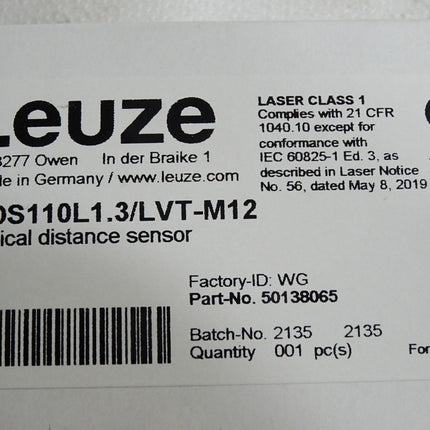 Leuze
3277 Owen In der Braike 1
de in Germany / www.leuze.com
LASER CLASS 1
Complies with 21 CFR
1040.10 except for
conformance with
IEC 60825-1 Ed. 3, as
described in Laser Notice
No. 56, dated May 8, 2019
DS110L1.3/LVT-M12
ical distance sensor
Factory-ID: WG
Part-No. 50138065
Batch-No. 2135 2135
Quantity 001 pc(s)
For